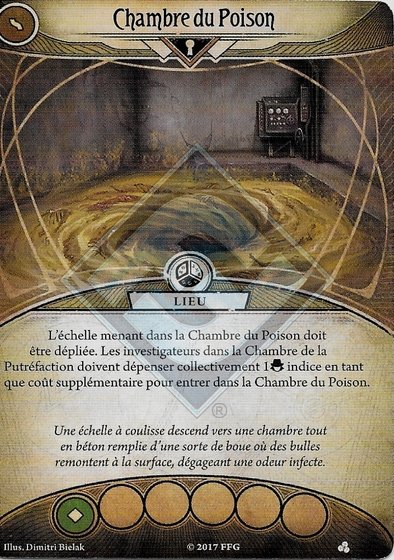 Chambre du Poison
LIEU
L'échelle menant dans la Chambre du Poison doit
être dépliée. Les investigateurs dans la Chambre de la
Putréfaction doivent dépenser collectivement 1 indice en tant
que coût supplémentaire pour entrer dans la Chambre du Poison.
®
Une échelle à coulisse descend vers une chambre tout
en béton remplie d'une sorte de boue où des bulles
remontent à la surface, dégageant une odeur infecte.
Illus. Dimitri Bielak
© 2017 FFG